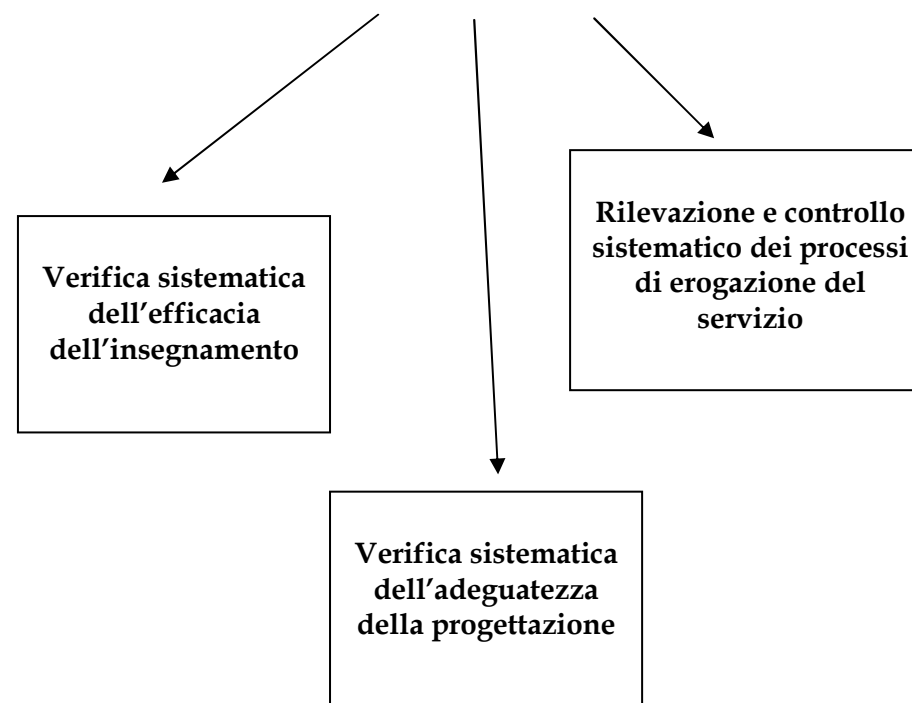 Verifica sistematica
dell’efficacia
dell’insegnamento
Rilevazione e controllo
sistematico dei processi
di erogazione del
servizio
Verifica sistematica
dell’adeguatezza
della progettazione